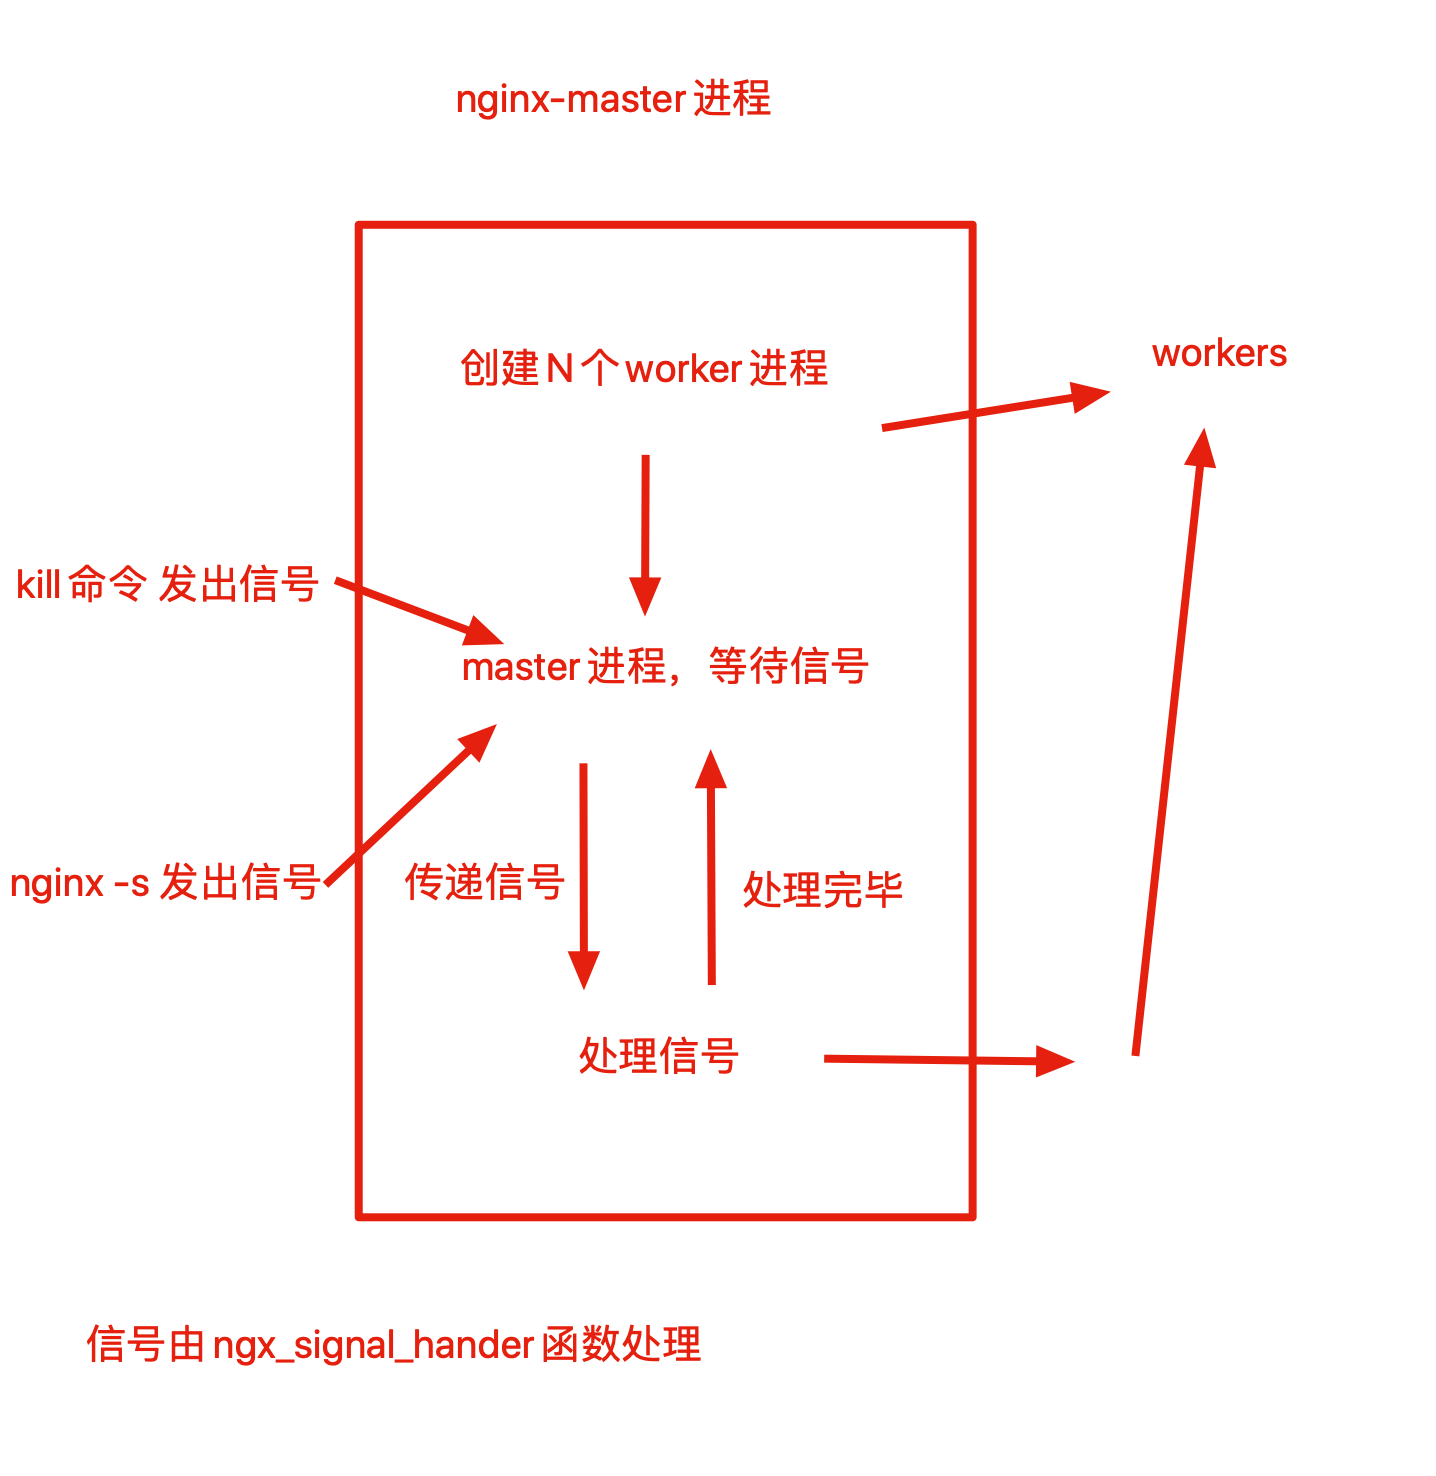 nginx-master 进程
创建 N 个 worker 进程
workers
kill 命令 发出信号
master 进程，等待信号
nginx -s 发出信号
传递信号
处理完毕
处理信号
信号由 ngx_signal_hander 函数处理